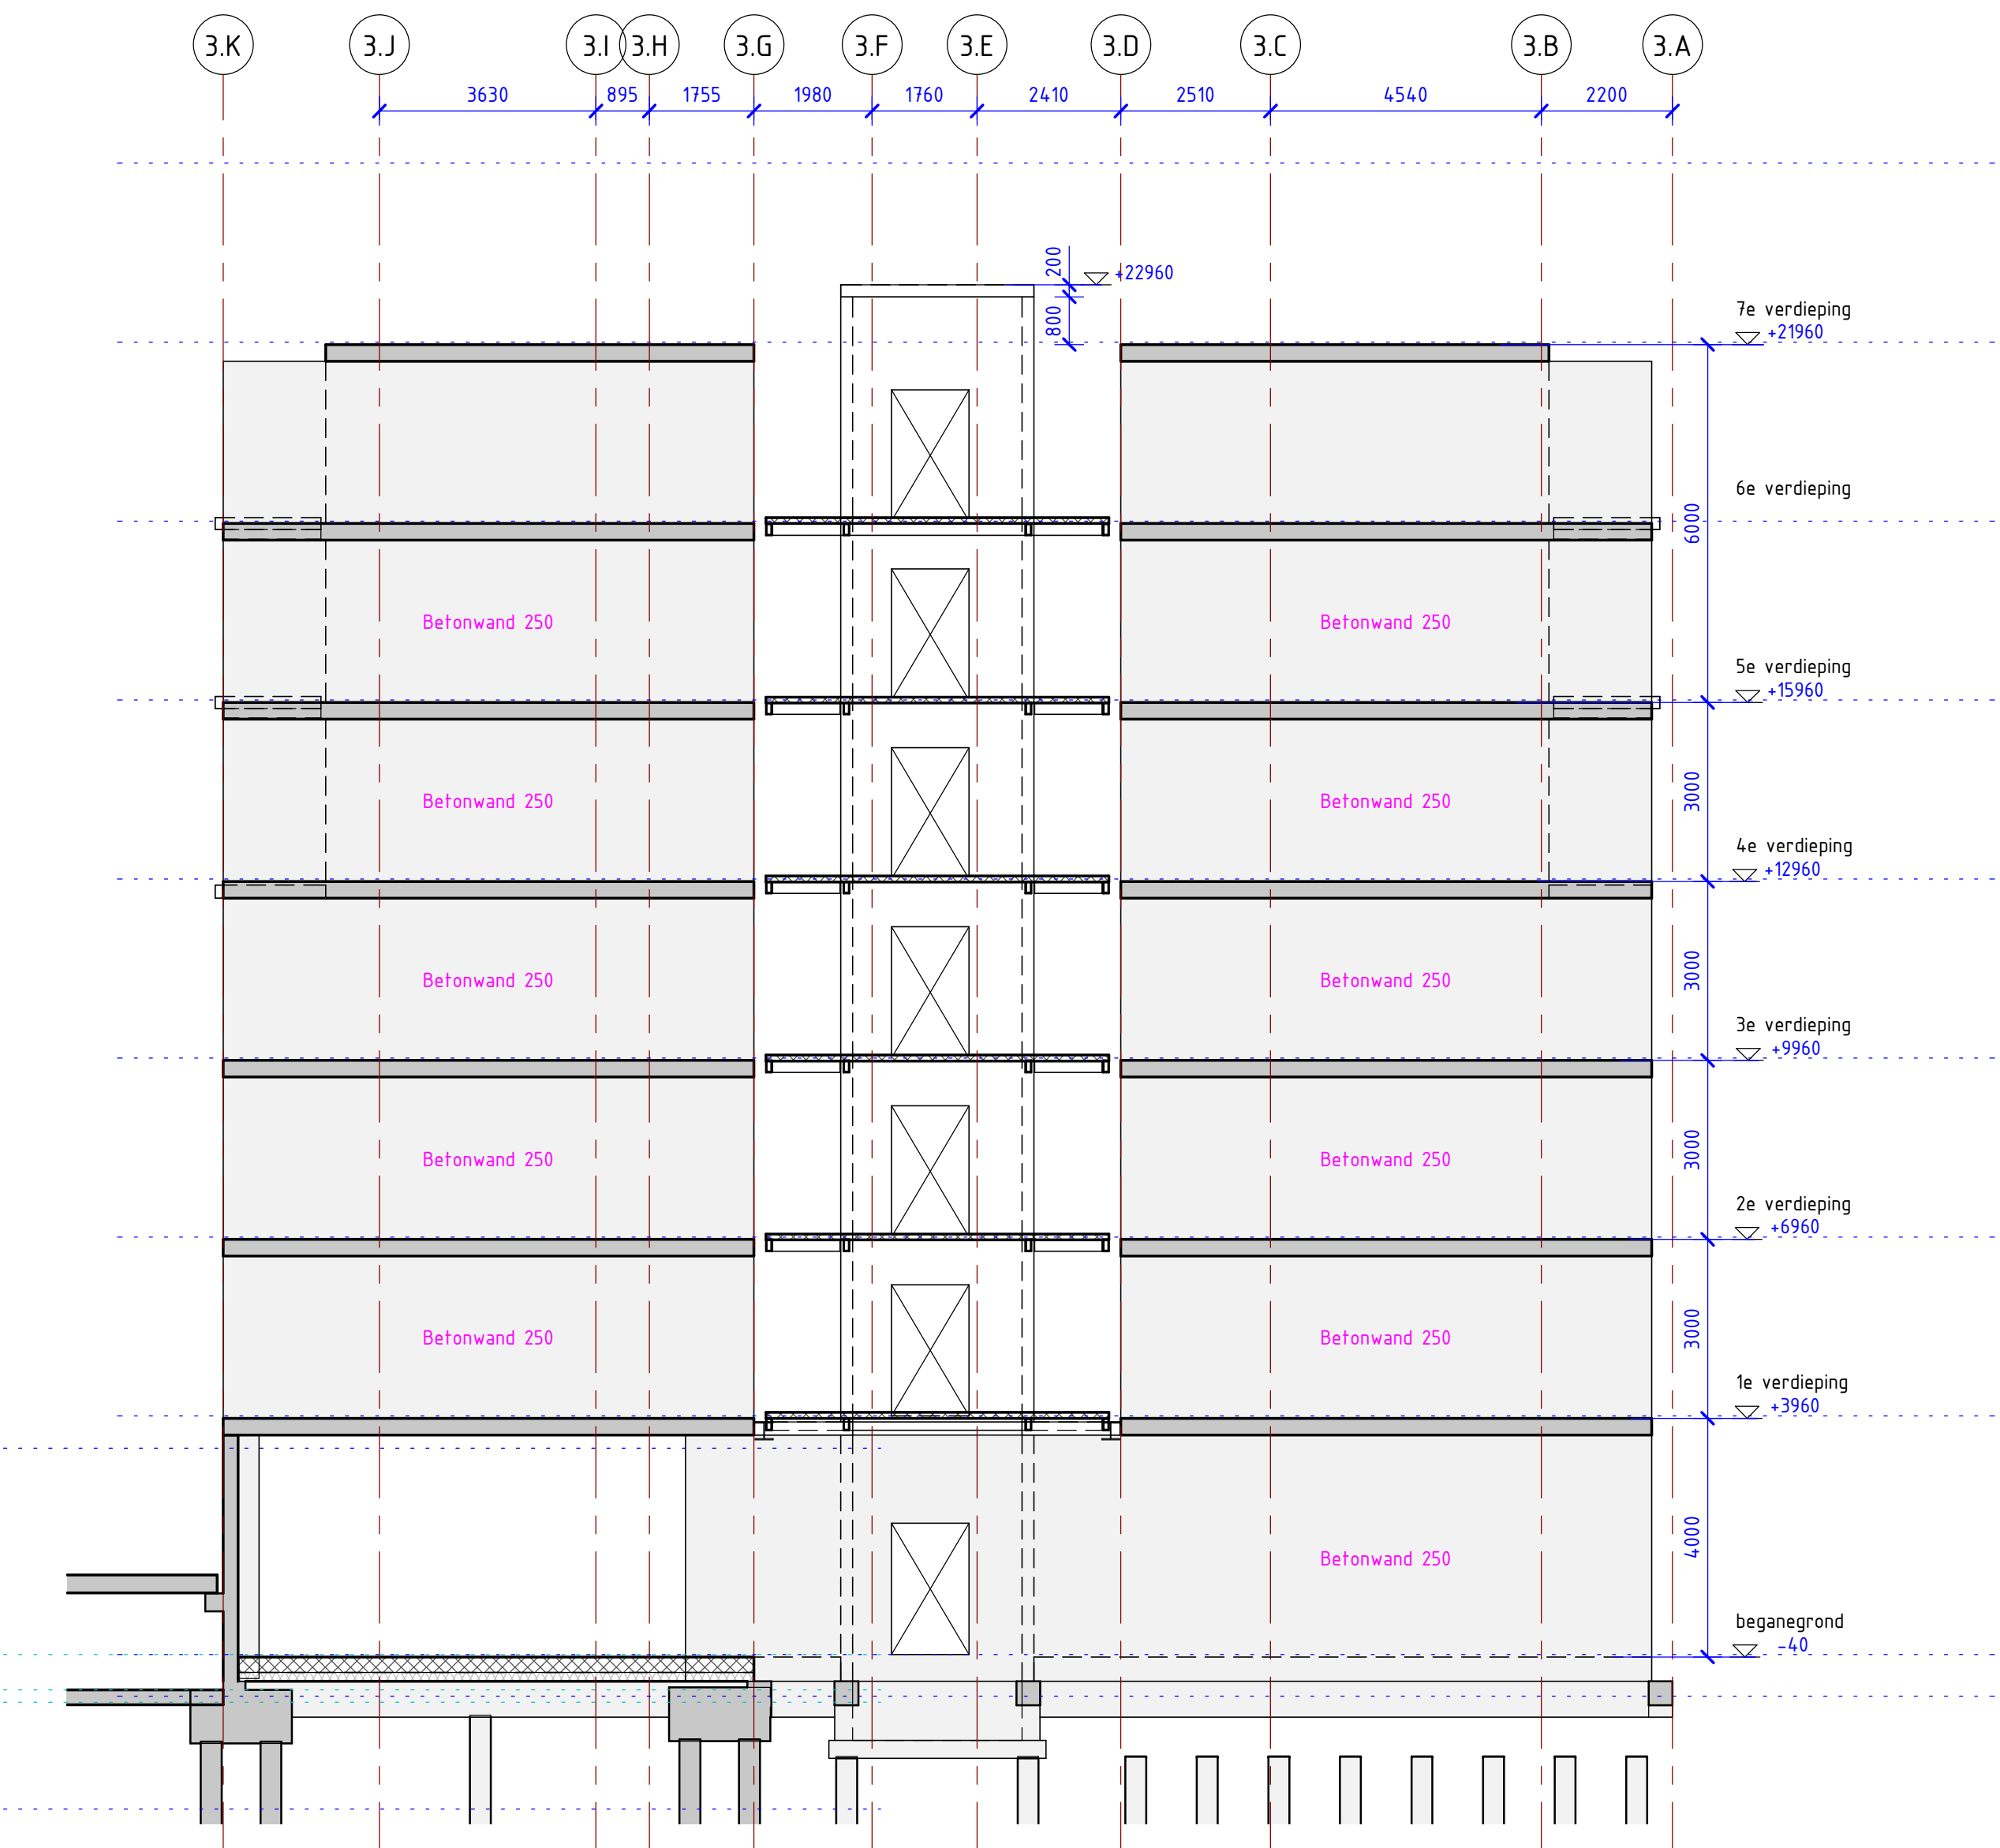 3.K 3.J 3.I 3.H 3.G 3.F 3.E 3.D 3.C 3.B 3.A
3630 895 1755 1980 1760 2410 2510 4540 2200
200
+22960
800
7e verdieping
+21960
6e verdieping
6000
Betonwand 250 Betonwand 250
5e verdieping
+15960
Betonwand 250 Betonwand 250
3000
4e verdieping
+12960
Betonwand 250 Betonwand 250
3000
3e verdieping
+9960
Betonwand 250 Betonwand 250
3000
2e verdieping
+6960
Betonwand 250 Betonwand 250
3000
1e verdieping
+3960
Betonwand 250
4000
beganegrond
-40